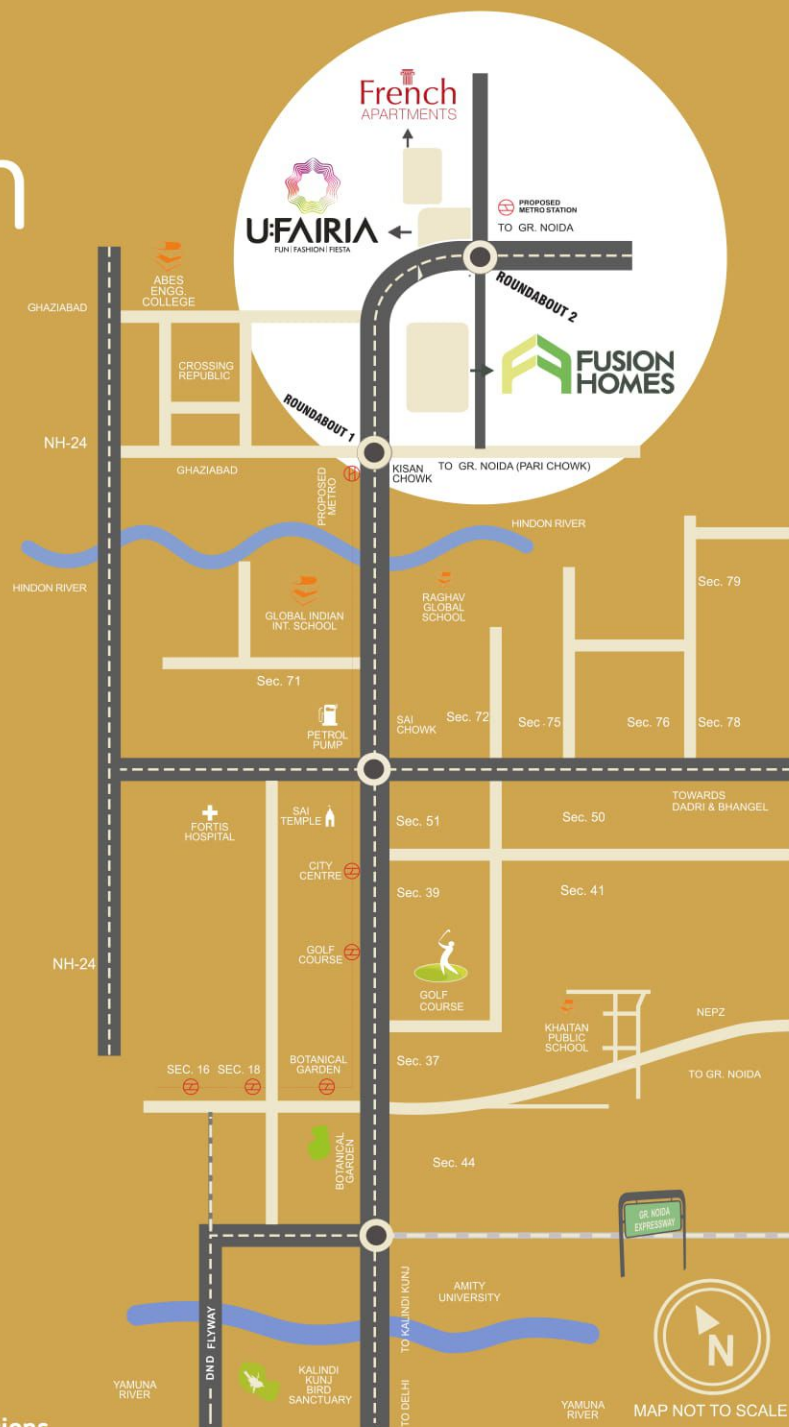 French
APARTMENTS
U:FAIRIA
FUN | FASHION | FIESTA
PROPOSED
METRO STATION
TO GR. NOIDA
ROUNDABOUT 2
ABES
ENGG.
COLLEGE
GHAZIABAD
CROSSING
REPUBLIC
FUSION
HOMES
ROUNDABOUT 1
NH-24
GHAZIABAD
PROPOSED
METRO
KISAN
CHOWK
TO GR. NOIDA (PARI CHOWK)
HINDON RIVER
HINDON RIVER
GLOBAL INDIAN
INT. SCHOOL
RAGHAV
GLOBAL
SCHOOL
Sec. 79
Sec. 71
PETROL
PUMP
SAI
CHOWK
Sec. 72
Sec .75
Sec. 76
Sec. 78
TOWARDS
DADRI & BHANGEL
FORTIS
HOSPITAL
SAI
TEMPLE
Sec. 51
Sec. 50
CITY
CENTRE
Sec. 39
Sec. 41
NH-24
GOLF
COURSE
GOLF
COURSE
KHAITAN
PUBLIC
SCHOOL
NEPZ
TO GR. NOIDA
SEC. 16
SEC. 18
BOTANICAL
GARDEN
Sec. 37
BOTANICAL
GARDEN
Sec. 44
GR. NOIDA
EXPRESSWAY
DND FLYWAY
TO KALINDI KUNJ
AMITY
UNIVERSITY
YAMUNA
RIVER
KALINDI
KUNJ
BIRD
SANCTUARY
TO DELHI
YAMUNA
RIVER
N
MAP NOT TO SCALE